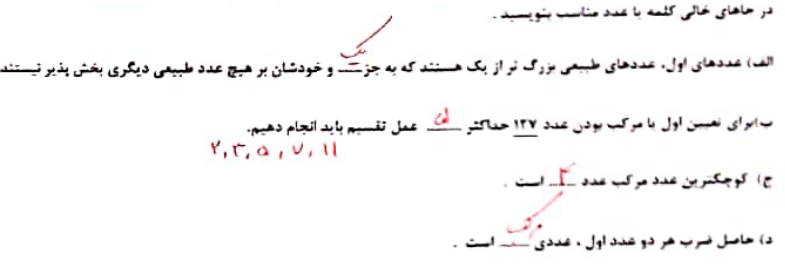 در جاهای خالی کلمه یا عدد مناسب بنویسید .
الف) عددهای اول، عددهای طبیعی بزرگ تر از یک هستند که به جز یک و خودشان بر هیچ عدد طبیعی دیگری بخش پذیر نیستند
ب)برای تعیین اول یا مرکب بودن عدد ۱۳۷ حداکثر ۵ عمل تقسیم باید انجام دهیم.
۲,۳,۵,۷,۱۱
ج) کوچکترین عدد مرکب عدد ۴ است .
د) حاصل ضرب هر دو عدد اول ، عددی مرکب است .